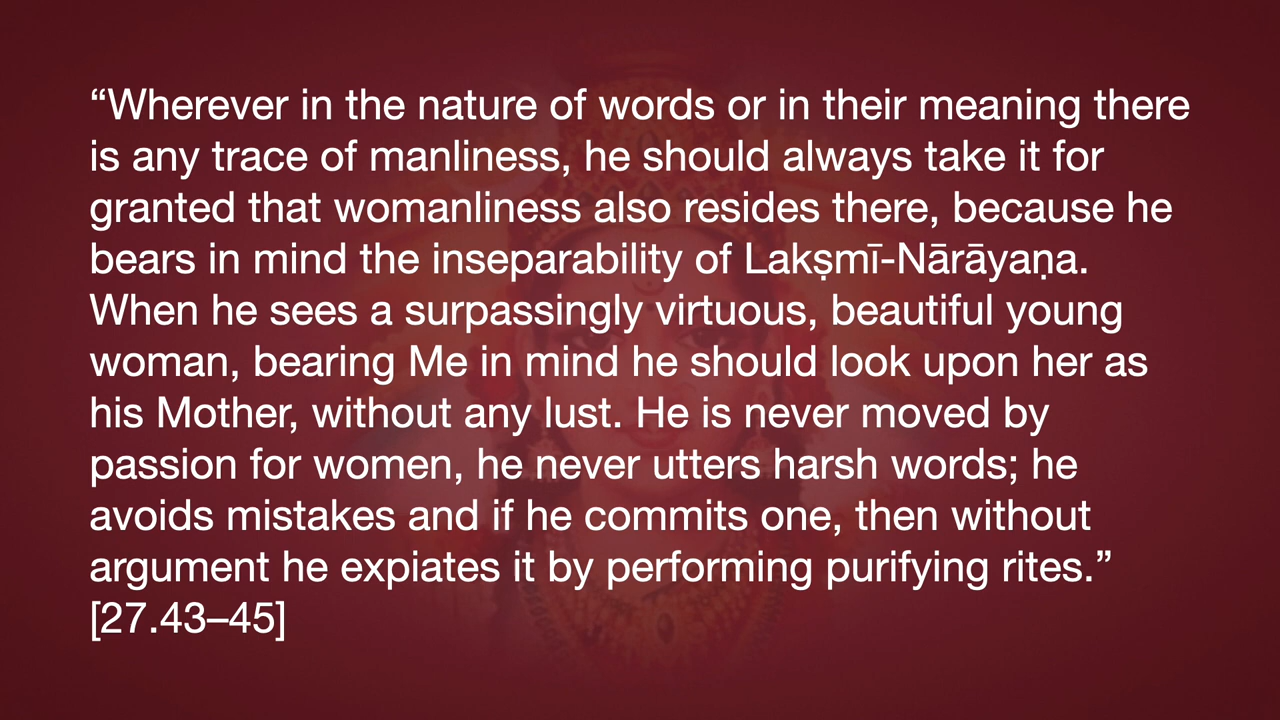 “Wherever in the nature of words or in their meaning there
is any trace of manliness, he should always take it for
granted that womanliness also resides there, because he
bears in mind the inseparability of Lakṣmī-Nārāyaṇa.
When he sees a surpassingly virtuous, beautiful young
woman, bearing Me in mind he should look upon her as
his Mother, without any lust. He is never moved by
passion for women, he never utters harsh words; he
avoids mistakes and if he commits one, then without
argument he expiates it by performing purifying rites.”
[27.43–45]